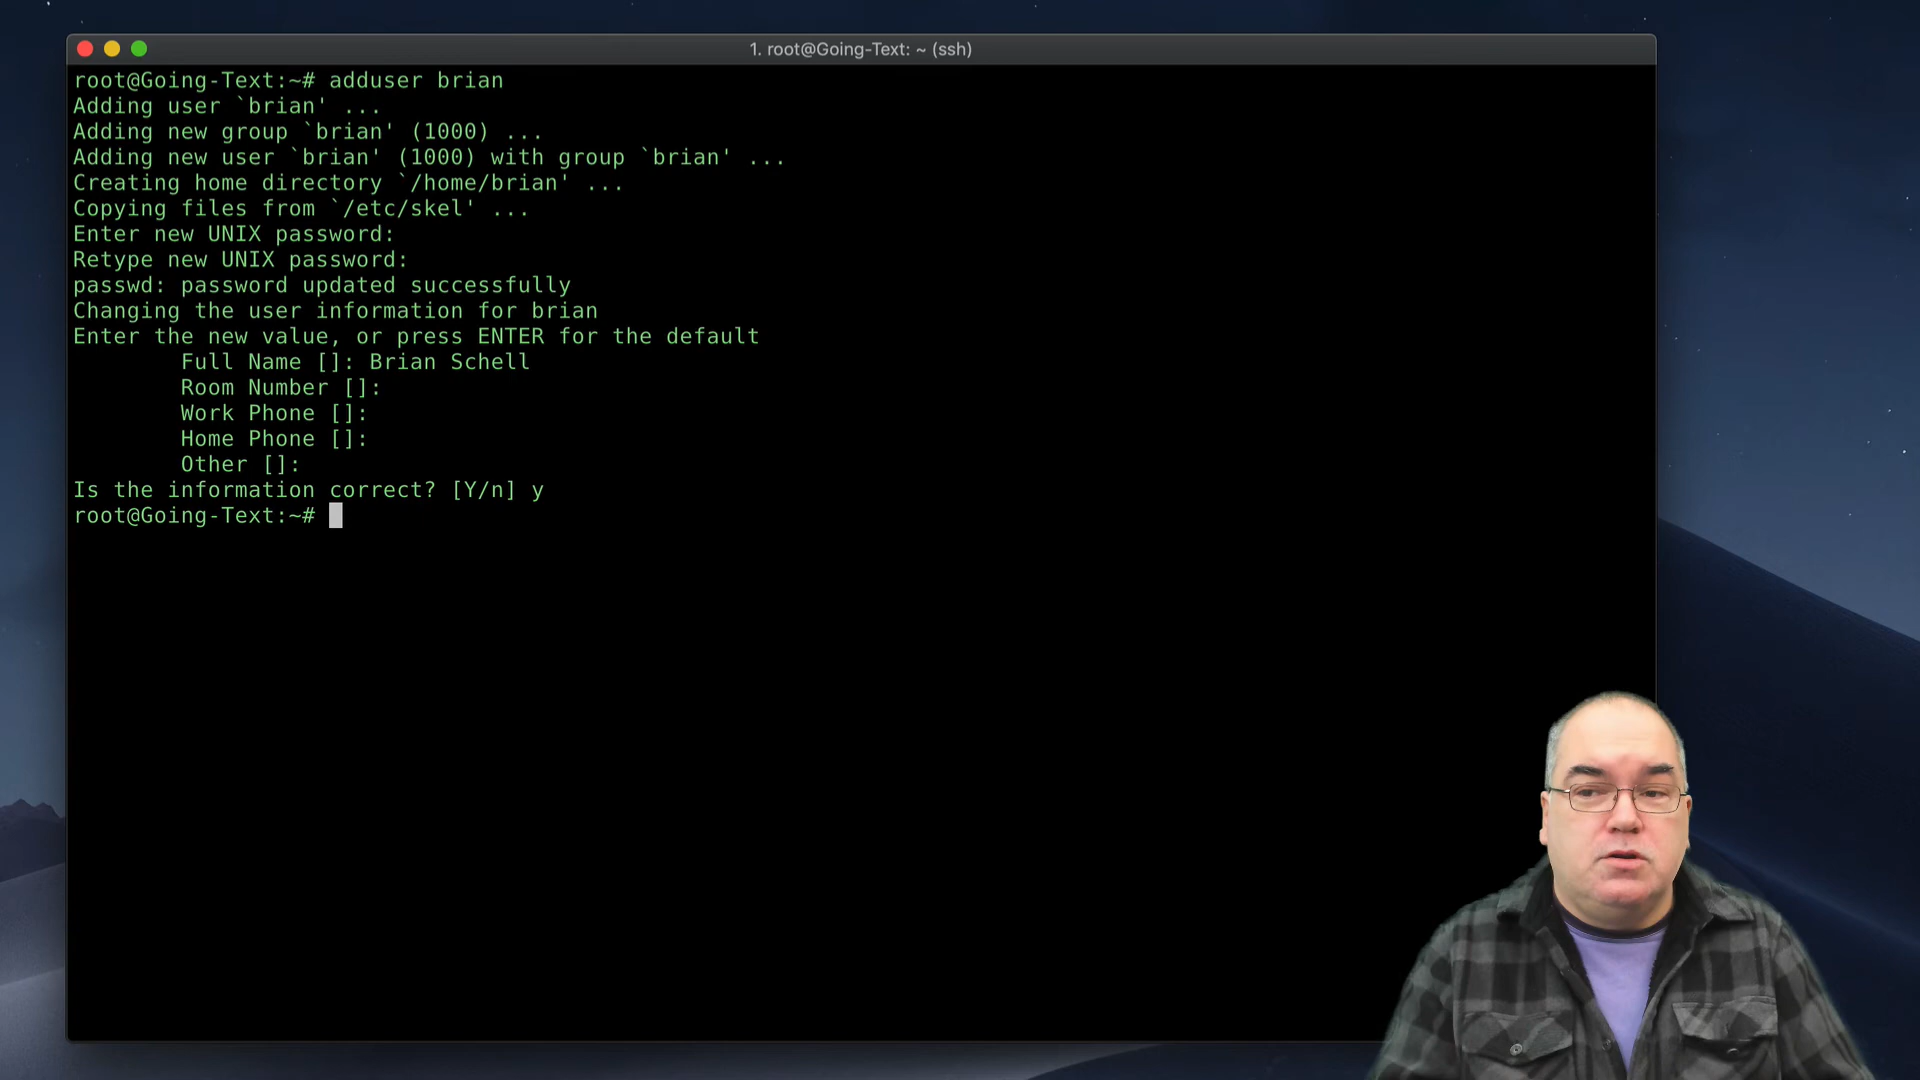 1. root@Going-Text: ~ (ssh)
root@Going-Text:~# adduser brian
Adding user `brian' ...
Adding new group `brian' (1000) ...
Adding new user `brian' (1000) with group `brian' ...
Creating home directory `/home/brian' ...
Copying files from `/etc/skel' ...
Enter new UNIX password:
Retype new UNIX password:
passwd: password updated successfully
Changing the user information for brian
Enter the new value, or press ENTER for the default
        Full Name []: Brian Schell
        Room Number []:
        Work Phone []:
        Home Phone []:
        Other []:
Is the information correct? [Y/n] y
root@Going-Text:~#